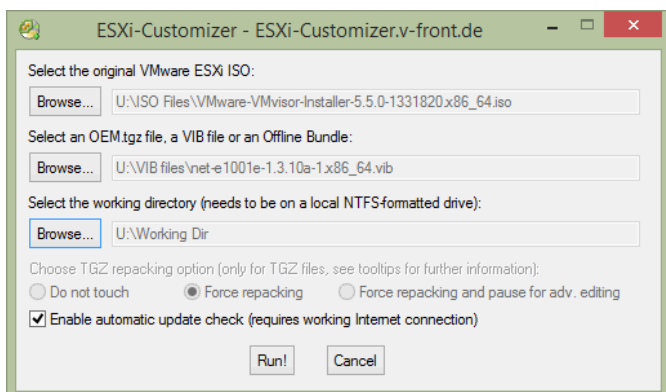 ESXi-Customizer - ESXi-Customizer.v-front.de
Select the original VMware ESXi ISO:
Browse... U:\ISO Files\VMware-VMvisor-Installer-5.5.0-1331820.x86_64.iso
Select an OEM.tgz file, a VIB file or an Offline Bundle:
Browse... U:\VIB files\net-e1001e-1.3.10a-1.x86_64.vib
Select the working directory (needs to be on a local NTFS-formatted drive):
Browse... U:\Working Dir
Choose TGZ repacking option (only for TGZ files, see tooltips for further information):
Do not touch Force repacking Force repacking and pause for adv. editing
Enable automatic update check (requires working Internet connection)
Run! Cancel